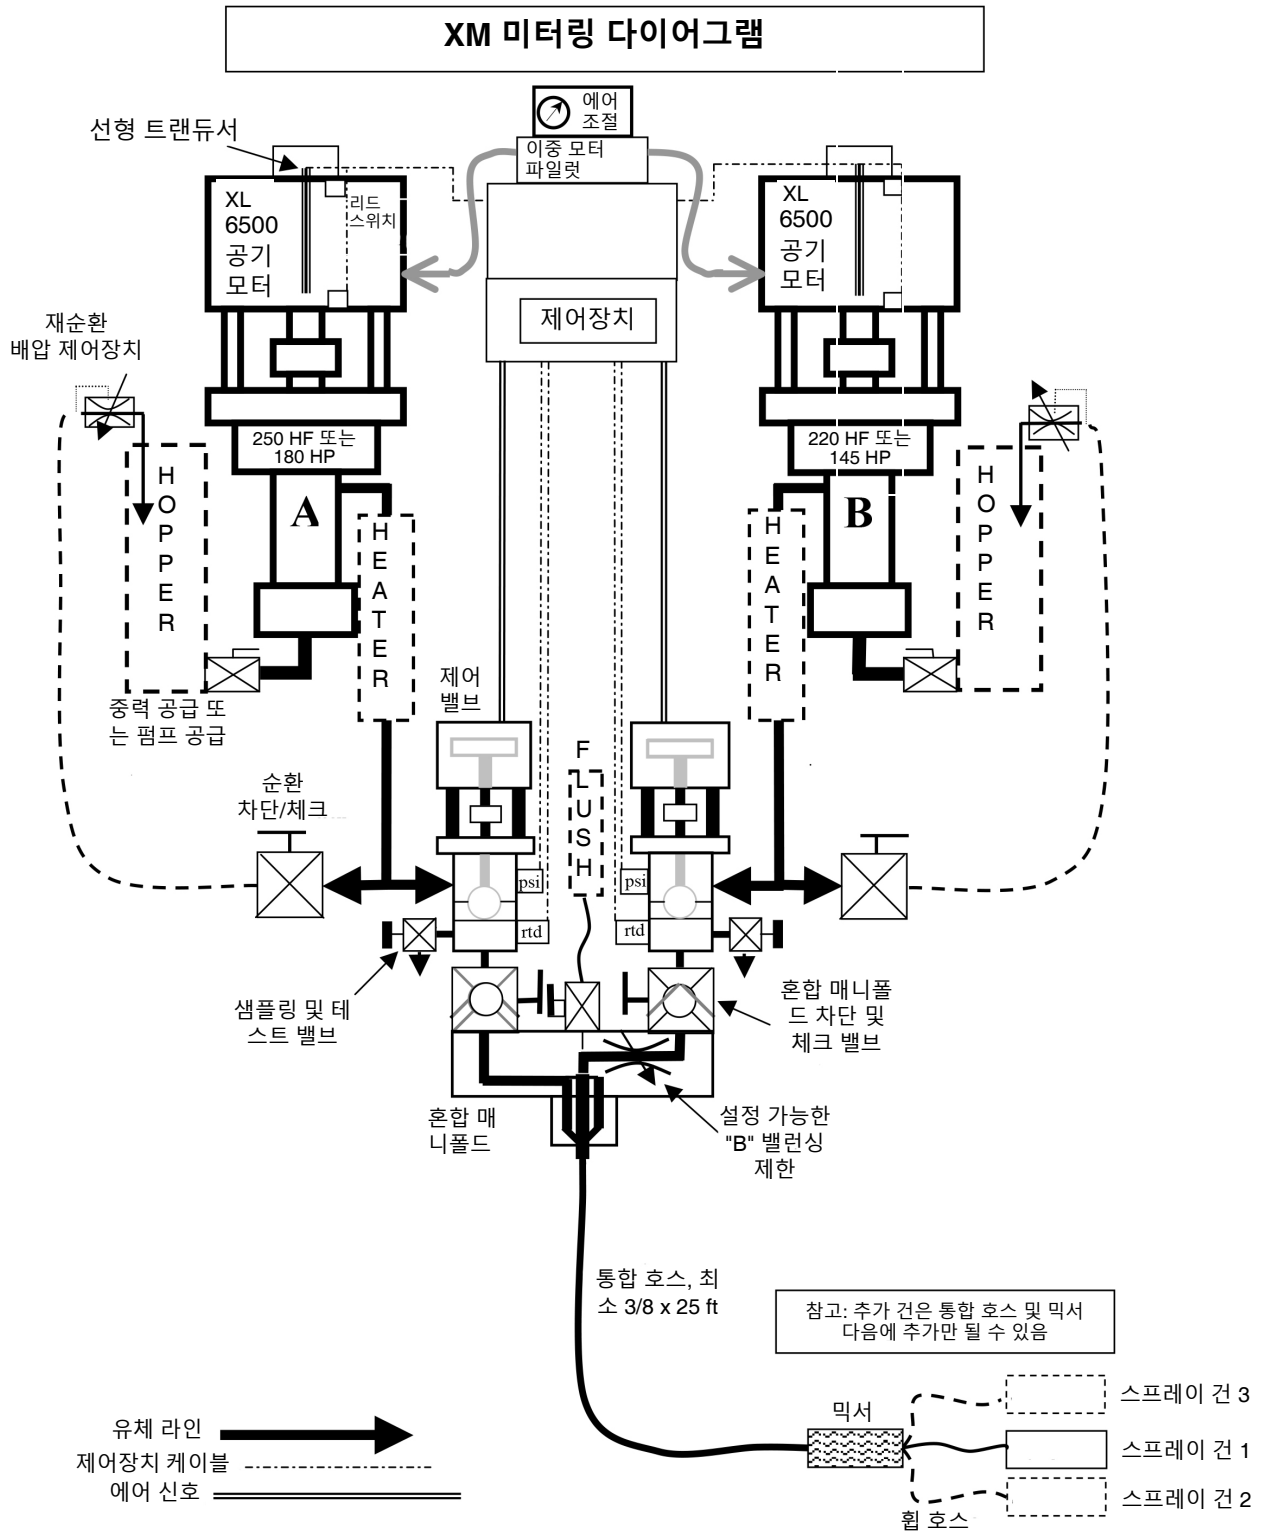 XM 미터링 다이어그램
에어
조절
선형 트랜듀서
이중 모터
파일럿
XL
6500
공기
모터
리드
스위치
XL
6500
공기
모터
제어장치
재순환
배압 제어장치
250 HF 또는
180 HP
220 HF 또는
145 HP
HOPPER
A
HEATER
HEATER
B
HOPPER
제어
밸브
중력 공급 또
는 펌프 공급
FLUSH
순환
차단/체크
psi
psi
rtd
rtd
샘플링 및 테
스트 밸브
혼합 매니폴
드 차단 및
체크 밸브
혼합 매
니폴드
설정 가능한
"B" 밸런싱
제한
통합 호스, 최
소 3/8 x 25 ft
참고: 추가 건은 통합 호스 및 믹서
다음에 추가만 될 수 있음
믹서
스프레이 건 3
스프레이 건 1
스프레이 건 2
휩 호스
유체 라인
제어장치 케이블
에어 신호